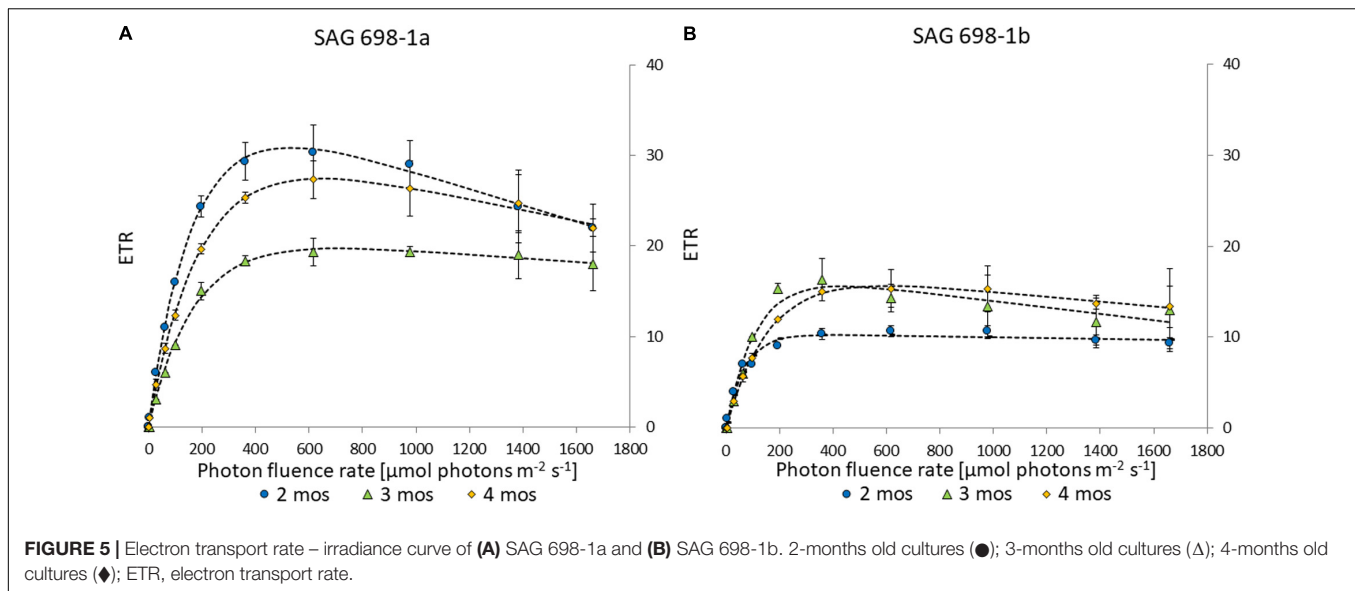 A
SAG 698-1a
40
30
20
10
0
ETR
0 200 400 600 800 1000 1200 1400 1600 1800
Photon fluence rate [µmol photons m⁻² s⁻¹]
2 mos 3 mos 4 mos
B
SAG 698-1b
40
30
20
10
0
ETR
0 200 400 600 800 1000 1200 1400 1600 1800
Photon fluence rate [µmol photons m⁻² s⁻¹]
2 mos 3 mos 4 mos
FIGURE 5 | Electron transport rate – irradiance curve of (A) SAG 698-1a and (B) SAG 698-1b. 2-months old cultures (●); 3-months old cultures (Δ); 4-months old
cultures (♦); ETR, electron transport rate.